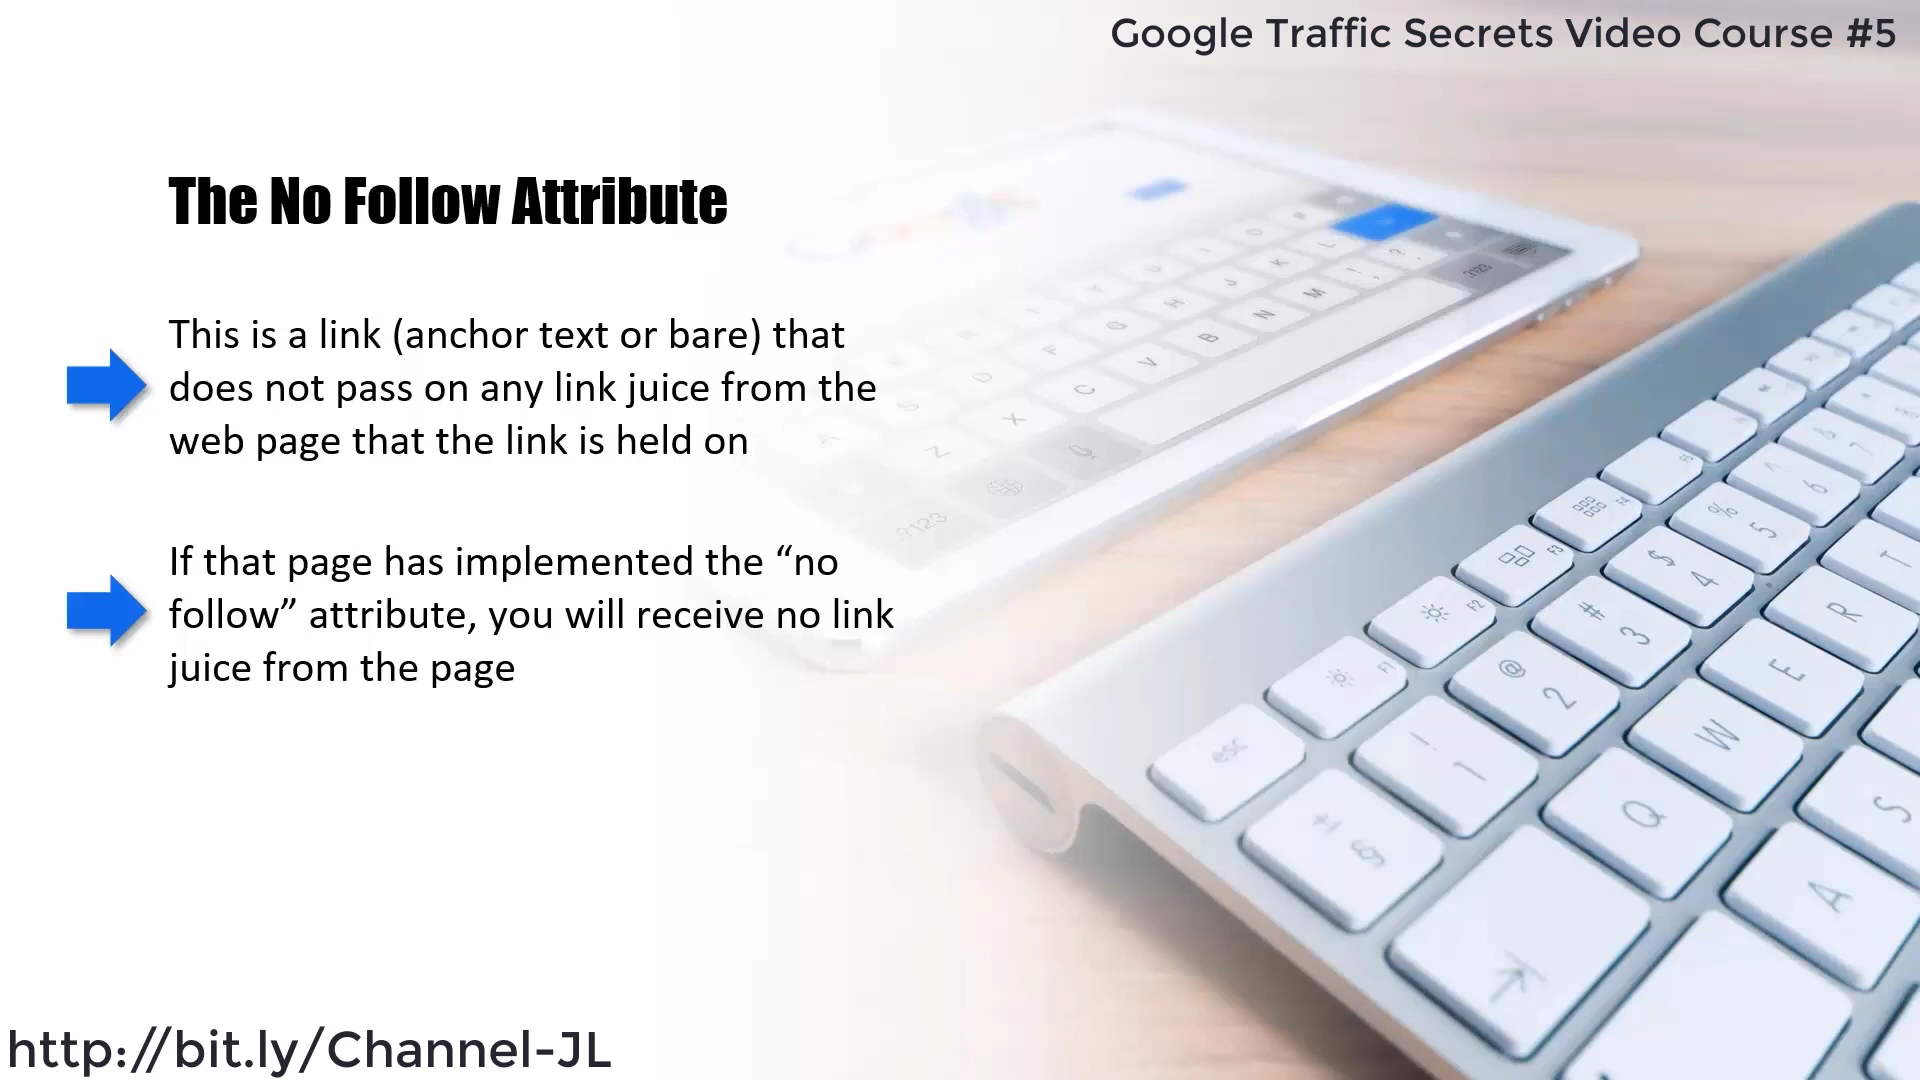 Google Traffic Secrets Video Course #5
The No Follow Attribute
This is a link (anchor text or bare) that
does not pass on any link juice from the
web page that the link is held on
If that page has implemented the “no
follow” attribute, you will receive no link
juice from the page
http://bit.ly/Channel-JL